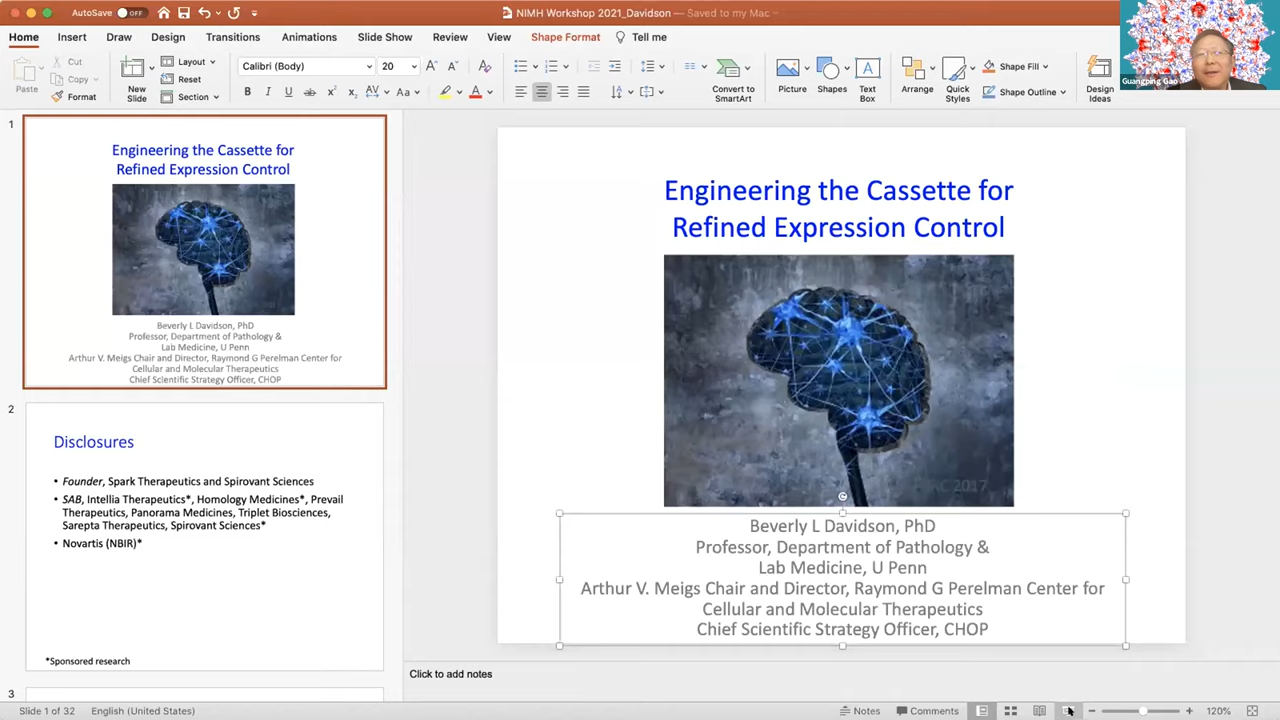 AutoSave OFF
NIMH Workshop 2021_Davidson — Saved to my Mac
Home Insert Draw Design Transitions Animations Slide Show Review View Shape Format Tell me
Paste
Cut
Copy
Format
New Slide
Layout
Reset
Section
Calibri (Body) 20
B I U ab x² x₂ AV Aa A
Convert to SmartArt
Picture
Shapes
Text Box
Arrange
Quick Styles
Shape Fill
Shape Outline
Design Ideas
Guangping Gao
1
Engineering the Cassette for
Refined Expression Control
Beverly L Davidson, PhD
Professor, Department of Pathology &
Lab Medicine, U Penn
Arthur V. Meigs Chair and Director, Raymond G Perelman Center for
Cellular and Molecular Therapeutics
Chief Scientific Strategy Officer, CHOP
2
Disclosures
• Founder, Spark Therapeutics and Spirovant Sciences
• SAB, Intellia Therapeutics*, Homology Medicines*, Prevail
Therapeutics, Panorama Medicines, Triplet Biosciences,
Sarepta Therapeutics, Spirovant Sciences*
• Novartis (NBIR)*
*Sponsored research
3
Engineering the Cassette for
Refined Expression Control
2017
Beverly L Davidson, PhD
Professor, Department of Pathology &
Lab Medicine, U Penn
Arthur V. Meigs Chair and Director, Raymond G Perelman Center for
Cellular and Molecular Therapeutics
Chief Scientific Strategy Officer, CHOP
Click to add notes
Slide 1 of 32 English (United States) Notes Comments 120%